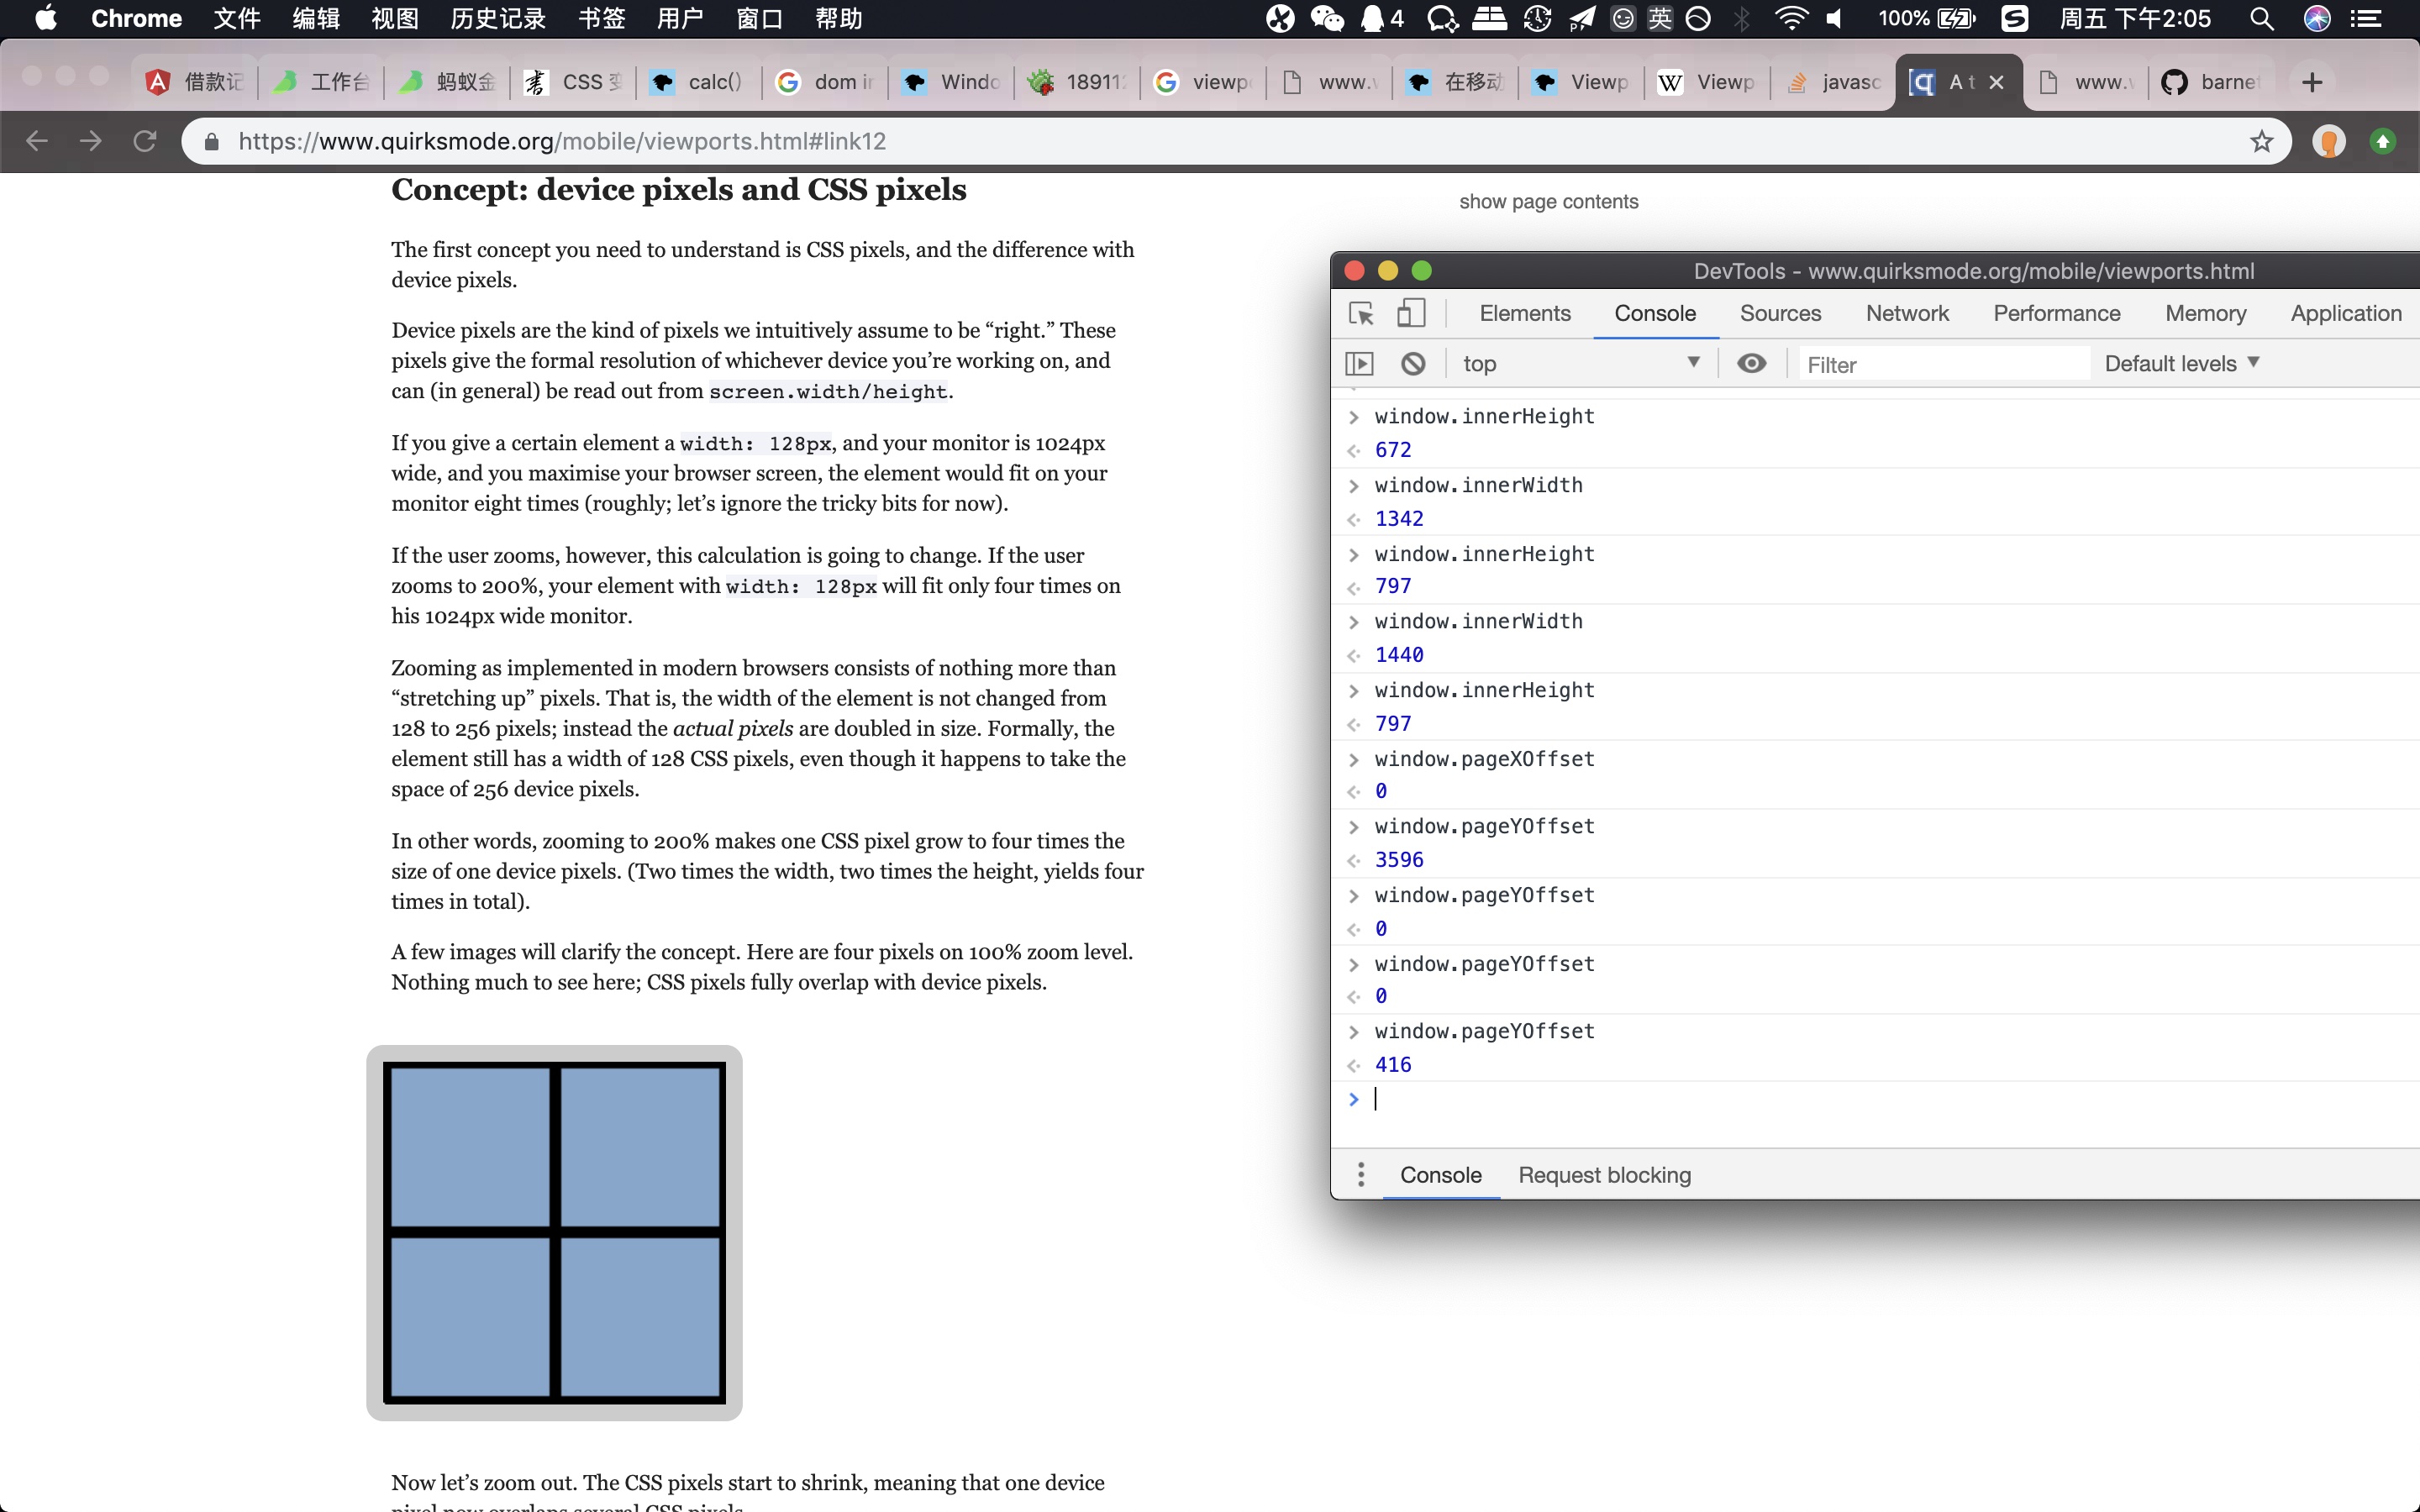 Chrome 文件 编辑 视图 历史记录 书签 用户 窗口 帮助 4 英 100% 周五 下午2:05
借款记 工作台 蚂蚁金 CSS 变 calc() dom in Windo 18911 viewp www.w 在移动 Viewp Viewp javasc A t www.w barne
https://www.quirksmode.org/mobile/viewports.html#link12
Concept: device pixels and CSS pixels
show page contents
The first concept you need to understand is CSS pixels, and the difference with
device pixels.
Device pixels are the kind of pixels we intuitively assume to be “right.” These
pixels give the formal resolution of whichever device you’re working on, and
can (in general) be read out from screen.width/height.
If you give a certain element a width: 128px, and your monitor is 1024px
wide, and you maximise your browser screen, the element would fit on your
monitor eight times (roughly; let’s ignore the tricky bits for now).
If the user zooms, however, this calculation is going to change. If the user
zooms to 200%, your element with width: 128px will fit only four times on
his 1024px wide monitor.
Zooming as implemented in modern browsers consists of nothing more than
“stretching up” pixels. That is, the width of the element is not changed from
128 to 256 pixels; instead the actual pixels are doubled in size. Formally, the
element still has a width of 128 CSS pixels, even though it happens to take the
space of 256 device pixels.
In other words, zooming to 200% makes one CSS pixel grow to four times the
size of one device pixels. (Two times the width, two times the height, yields four
times in total).
A few images will clarify the concept. Here are four pixels on 100% zoom level.
Nothing much to see here; CSS pixels fully overlap with device pixels.
Now let’s zoom out. The CSS pixels start to shrink, meaning that one device
pixel now overlaps several CSS pixels.
DevTools - www.quirksmode.org/mobile/viewports.html
Elements Console Sources Network Performance Memory Application
top Filter Default levels
window.innerHeight
672
window.innerWidth
1342
window.innerHeight
797
window.innerWidth
1440
window.innerHeight
797
window.pageXOffset
0
window.pageYOffset
3596
window.pageYOffset
0
window.pageYOffset
0
window.pageYOffset
416
Console Request blocking